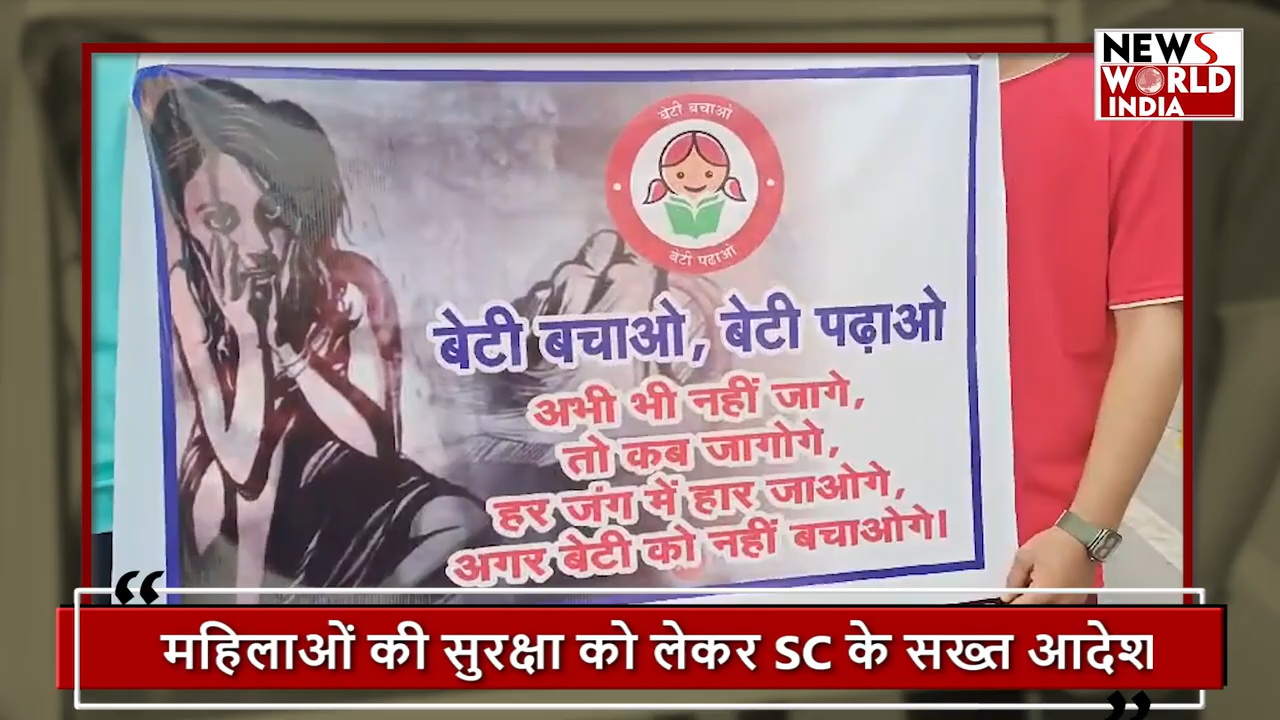 NEWS
WORLD
INDIA
बेटी बचाओ
बेटी पढाओ
बेटी बचाओ, बेटी पढ़ाओ
अभी भी नहीं जागे,
तो कब जागोगे,
हर जंग में हार जाओगे,
अगर बेटी को नहीं बचाओगे।
“
महिलाओं की सुरक्षा को लेकर SC के सख्त आदेश
”